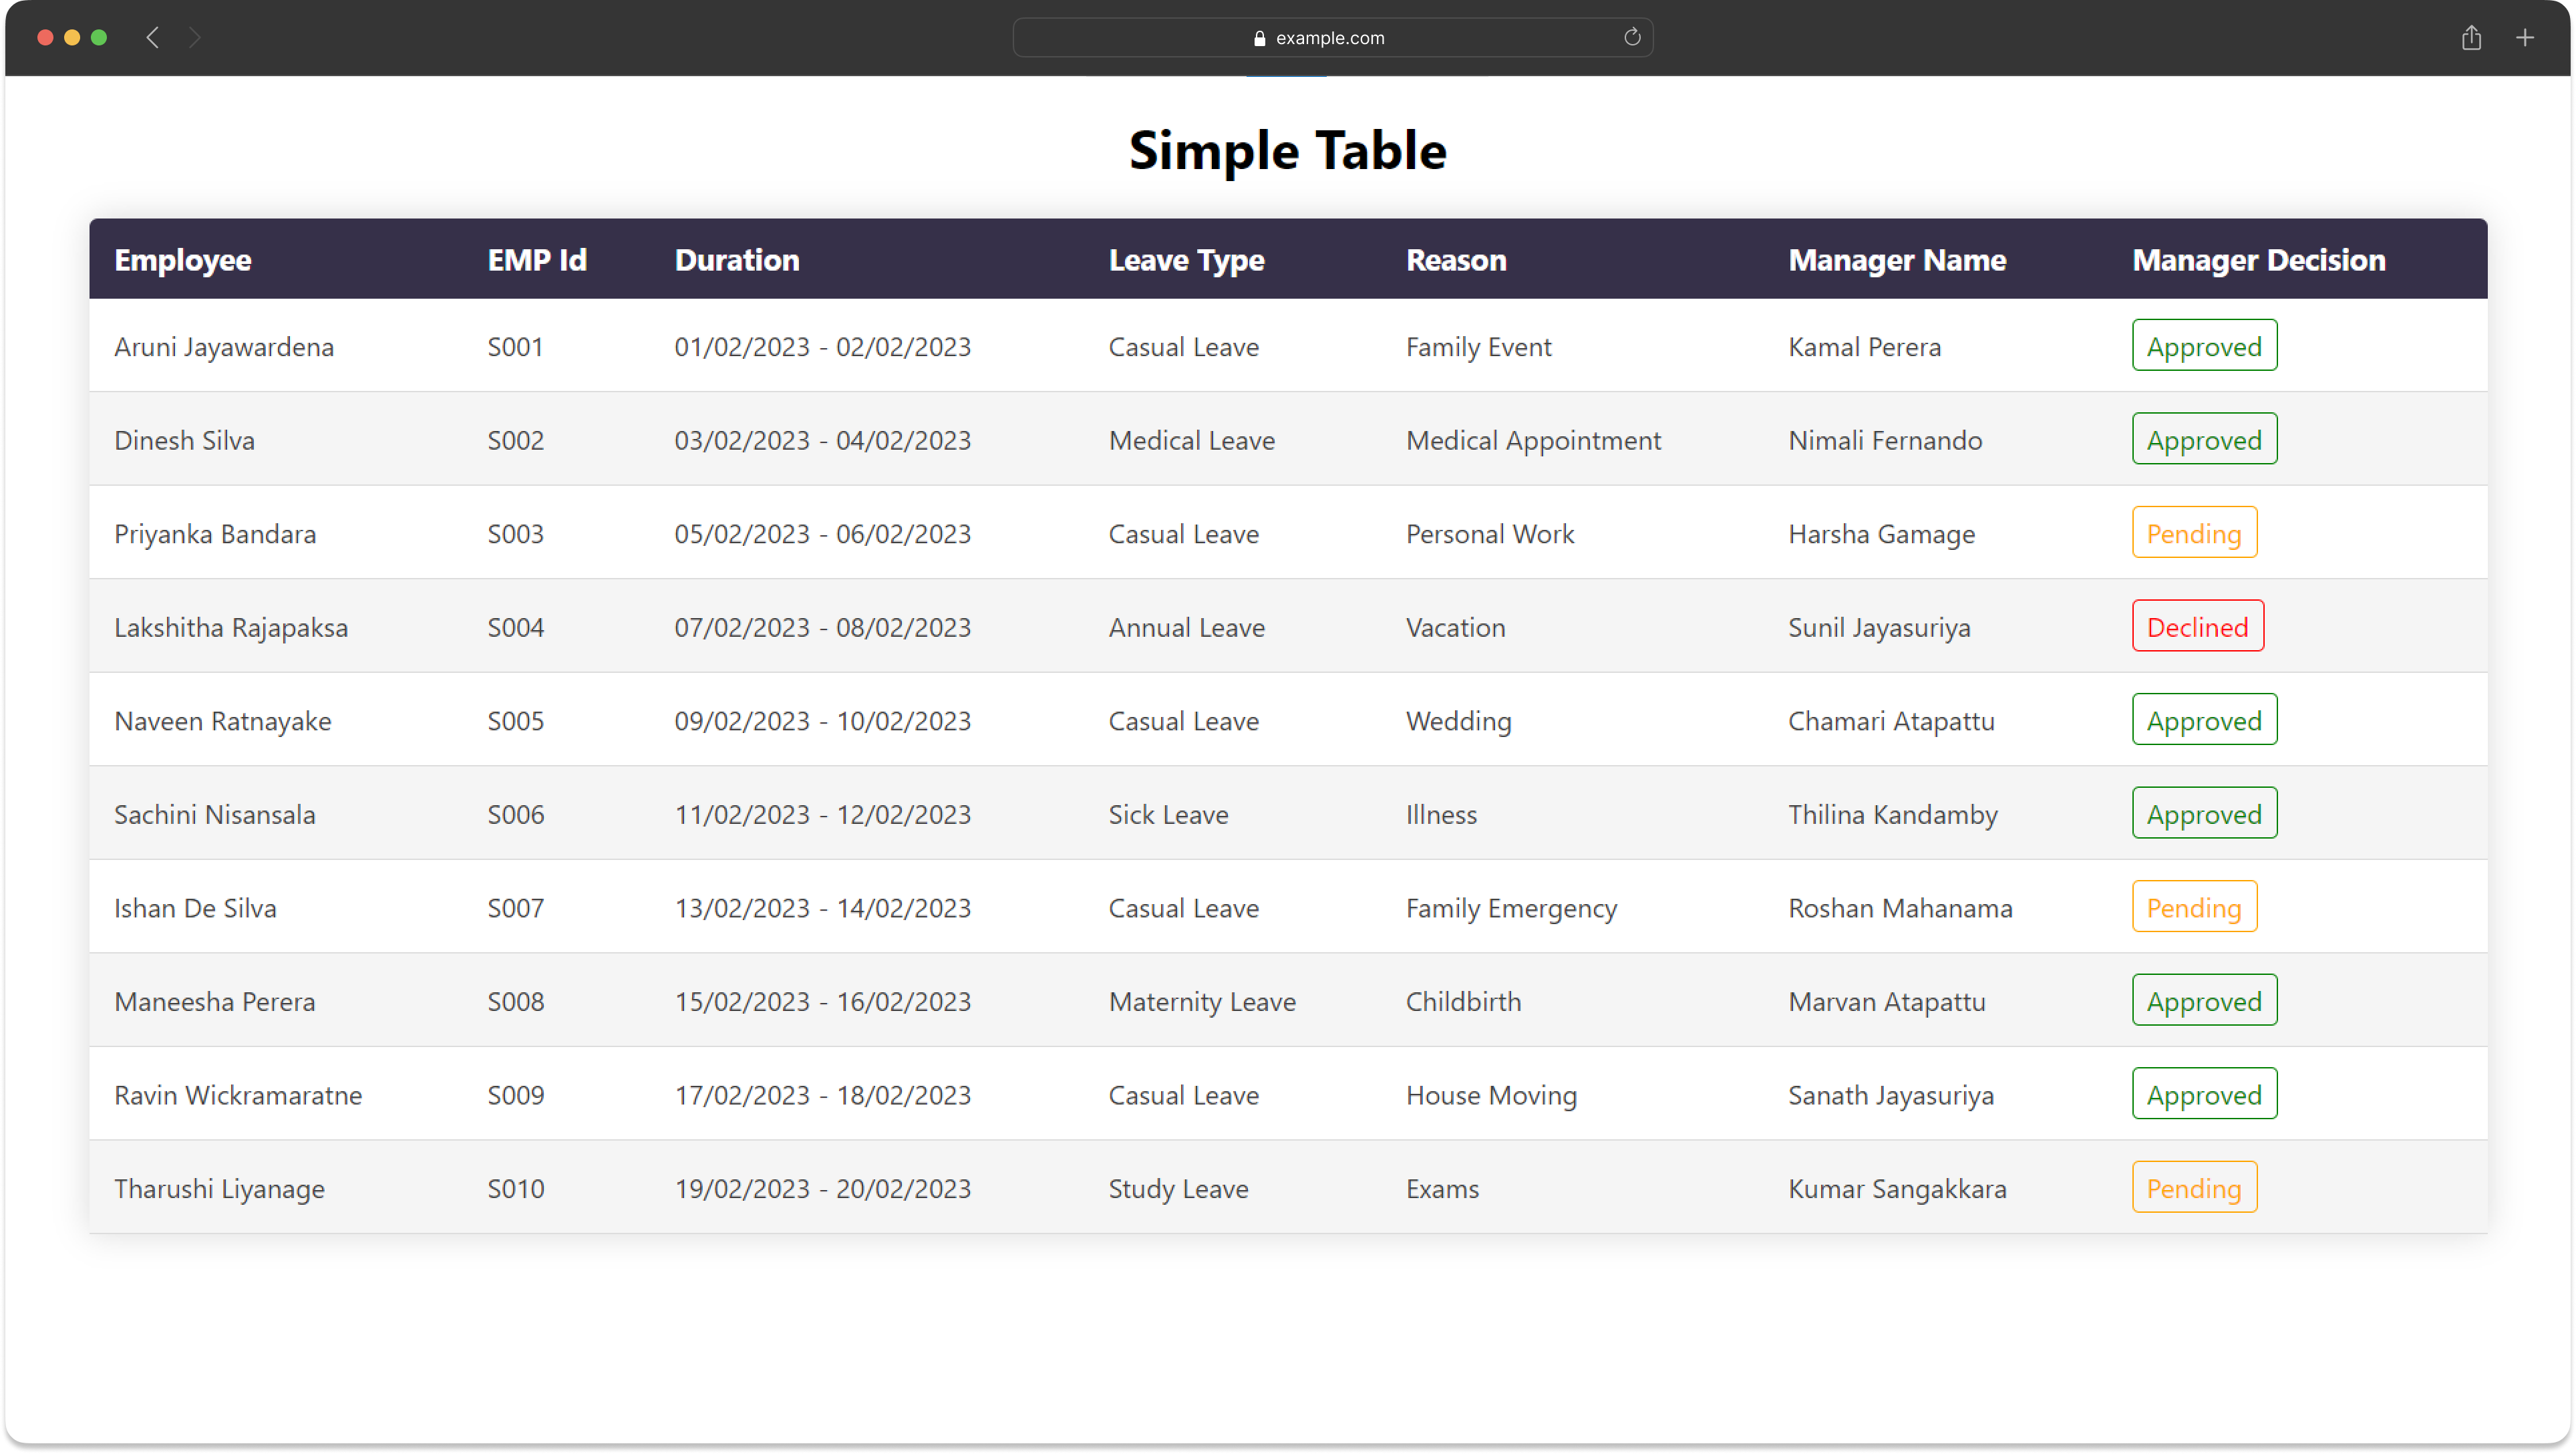 example.com
Simple Table
Employee EMP Id Duration Leave Type Reason Manager Name Manager Decision
Aruni Jayawardena S001 01/02/2023 - 02/02/2023 Casual Leave Family Event Kamal Perera Approved
Dinesh Silva S002 03/02/2023 - 04/02/2023 Medical Leave Medical Appointment Nimali Fernando Approved
Priyanka Bandara S003 05/02/2023 - 06/02/2023 Casual Leave Personal Work Harsha Gamage Pending
Lakshitha Rajapaksa S004 07/02/2023 - 08/02/2023 Annual Leave Vacation Sunil Jayasuriya Declined
Naveen Ratnayake S005 09/02/2023 - 10/02/2023 Casual Leave Wedding Chamari Atapattu Approved
Sachini Nisansala S006 11/02/2023 - 12/02/2023 Sick Leave Illness Thilina Kandamby Approved
Ishan De Silva S007 13/02/2023 - 14/02/2023 Casual Leave Family Emergency Roshan Mahanama Pending
Maneesha Perera S008 15/02/2023 - 16/02/2023 Maternity Leave Childbirth Marvan Atapattu Approved
Ravin Wickramaratne S009 17/02/2023 - 18/02/2023 Casual Leave House Moving Sanath Jayasuriya Approved
Tharushi Liyanage S010 19/02/2023 - 20/02/2023 Study Leave Exams Kumar Sangakkara Pending